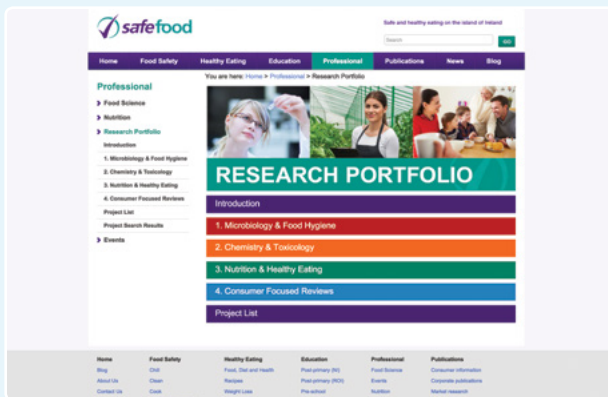 safefood
Safe and healthy eating on the island of Ireland
Search
GO
Home Food Safety Healthy Eating Education Professional Publications News Blog
You are here: Home > Professional > Research Portfolio
Professional
Food Science
Nutrition
Research Portfolio
Introduction
1. Microbiology & Food Hygiene
2. Chemistry & Toxicology
3. Nutrition & Healthy Eating
4. Consumer Focused Reviews
Project List
Project Search Results
Events
RESEARCH PORTFOLIO
Introduction
1. Microbiology & Food Hygiene
2. Chemistry & Toxicology
3. Nutrition & Healthy Eating
4. Consumer Focused Reviews
Project List
Home Food Safety Healthy Eating Education Professional Publications
Blog Chill Food, Diet and Health Post-primary (NI) Food Science Consumer information
About Us Clean Recipes Post-primary (ROI) Events Corporate publications
Contact Us Cook Weight Loss Pre-school Nutrition Market research